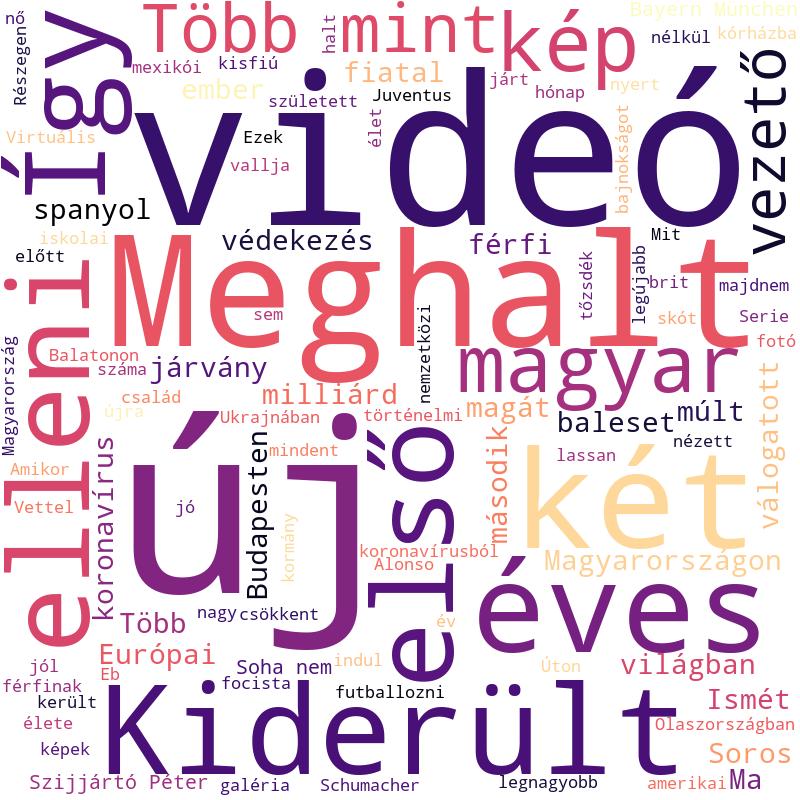 nő
Részegen
Így
Több
halt
mint
kép
Bayern München
nélkül
kórházba
mexikói
kisfiú
fiatal
ember
született
Juventus
járt
hónap
nyert
Virtuális
videó
Ezek
vallja
élet
bajnokságot
vezető
spanyol
iskolai
előtt
védekezés
férfi
Mit
Meghalt
sem
tőzsdék
legújabb
brit
majdnem
skót
Serie
fotó
elleni
Magyarország
Balatonon
száma
járvány
nemzetközi
magyar
család
milliárd
magát
újra
Ukrajnában
történelmi
baleset
múlt
nézett
válogatott
Amikor
Vettel
koronavírus
új
jó
Budapesten
mindent
kormány
első
második
lassan
két
koronavírusból
Alonso
Magyarországon
éves
nagy
csökkent
Több
év
Európai
Eb
jól
férfinak
Soha nem
indul
focista
futballozni
Úton
világban
került
élete
képek
Kiderült
Ismét
Olaszországban
Soros
Szijjártó Péter
galéria
Schumacher
legnagyobb
amerikai
Ma